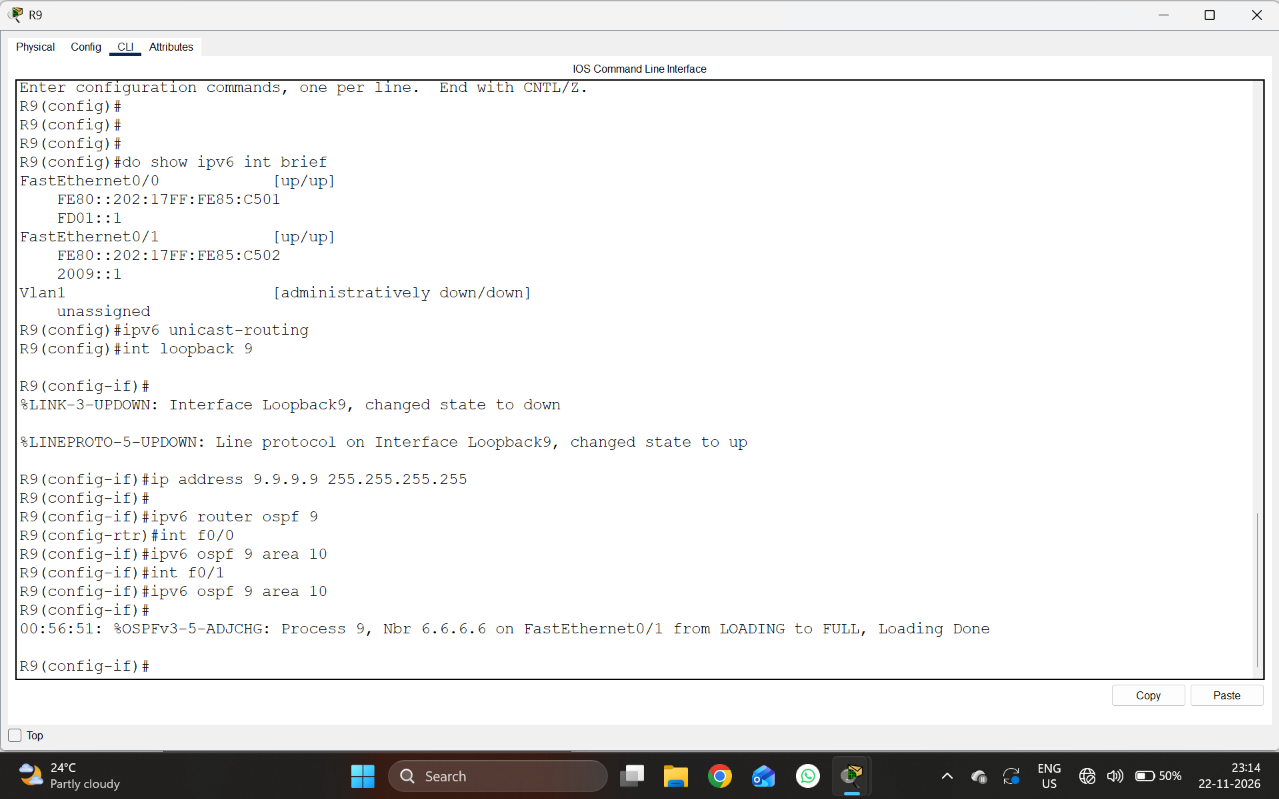 R9
Physical Config CLI Attributes
IOS Command Line Interface
Enter configuration commands, one per line.  End with CNTL/Z.
R9(config)#
R9(config)#
R9(config)#
R9(config)#do show ipv6 int brief
FastEthernet0/0            [up/up]
    FE80::202:17FF:FE85:C501
    FD01::1
FastEthernet0/1            [up/up]
    FE80::202:17FF:FE85:C502
    2009::1
Vlan1                      [administratively down/down]
    unassigned
R9(config)#ipv6 unicast-routing
R9(config)#int loopback 9
R9(config-if)#
%LINK-3-UPDOWN: Interface Loopback9, changed state to down
%LINEPROTO-5-UPDOWN: Line protocol on Interface Loopback9, changed state to up
R9(config-if)#ip address 9.9.9.9 255.255.255.255
R9(config-if)#
R9(config-if)#ipv6 router ospf 9
R9(config-rtr)#int f0/0
R9(config-if)#ipv6 ospf 9 area 10
R9(config-if)#int f0/1
R9(config-if)#ipv6 ospf 9 area 10
R9(config-if)#
00:56:51: %OSPFv3-5-ADJCHG: Process 9, Nbr 6.6.6.6 on FastEthernet0/1 from LOADING to FULL, Loading Done
R9(config-if)#
Copy Paste
Top
24°C
Partly cloudy
Search
ENG
US
50%
23:14
22-11-2026